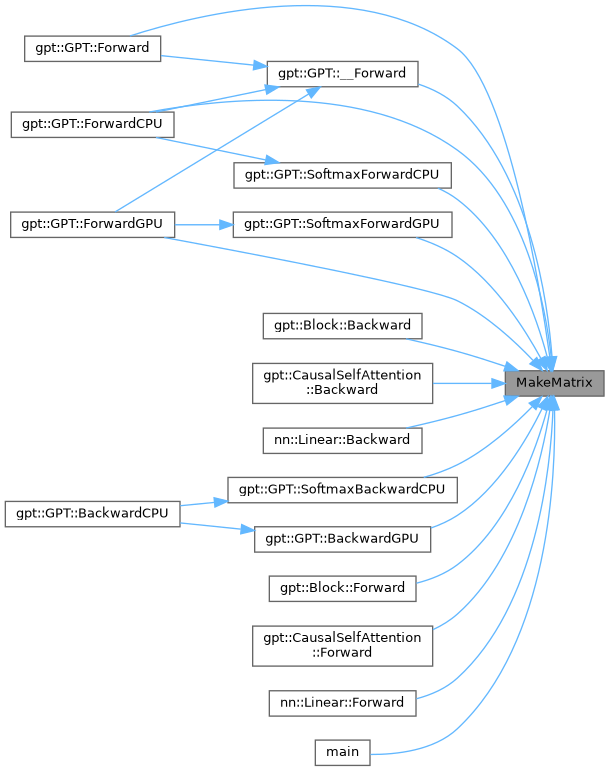 gpt::GPT::Forward
gpt::GPT::__Forward
gpt::GPT::ForwardCPU
gpt::GPT::SoftmaxForwardCPU
gpt::GPT::ForwardGPU
gpt::GPT::SoftmaxForwardGPU
gpt::Block::Backward
gpt::CausalSelfAttention
::Backward
MakeMatrix
nn::Linear::Backward
gpt::GPT::SoftmaxBackwardCPU
gpt::GPT::BackwardCPU
gpt::GPT::BackwardGPU
gpt::Block::Forward
gpt::CausalSelfAttention
::Forward
nn::Linear::Forward
main